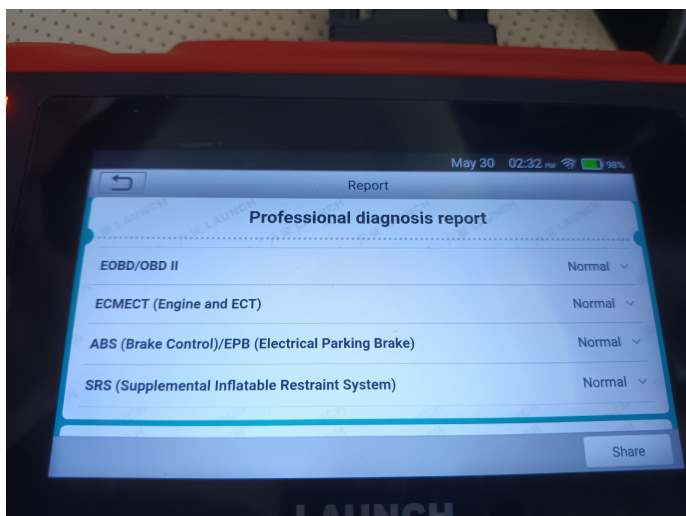 May 30 02:32 PM 98%
Report
Professional diagnosis report
EOBD/OBD II Normal
ECMECT (Engine and ECT) Normal
ABS (Brake Control)/EPB (Electrical Parking Brake) Normal
SRS (Supplemental Inflatable Restraint System) Normal
Share
LAUNCH